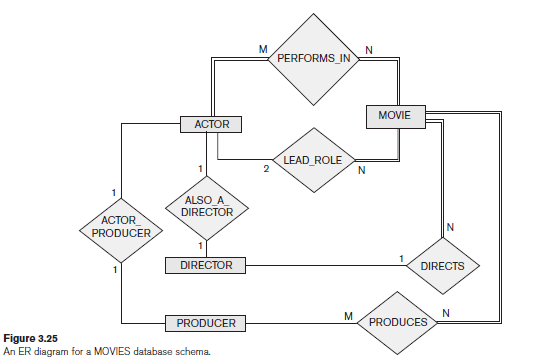 M
N
PERFORMS_IN
MOVIE
ACTOR
LEAD_ROLE
1
2
N
1
ALSO_A_
DIRECTOR
ACTOR_
PRODUCER
N
1
1
DIRECTOR
1
DIRECTS
M
N
PRODUCER
PRODUCES
Figure 3.25
An ER diagram for a MOVIES database schema.